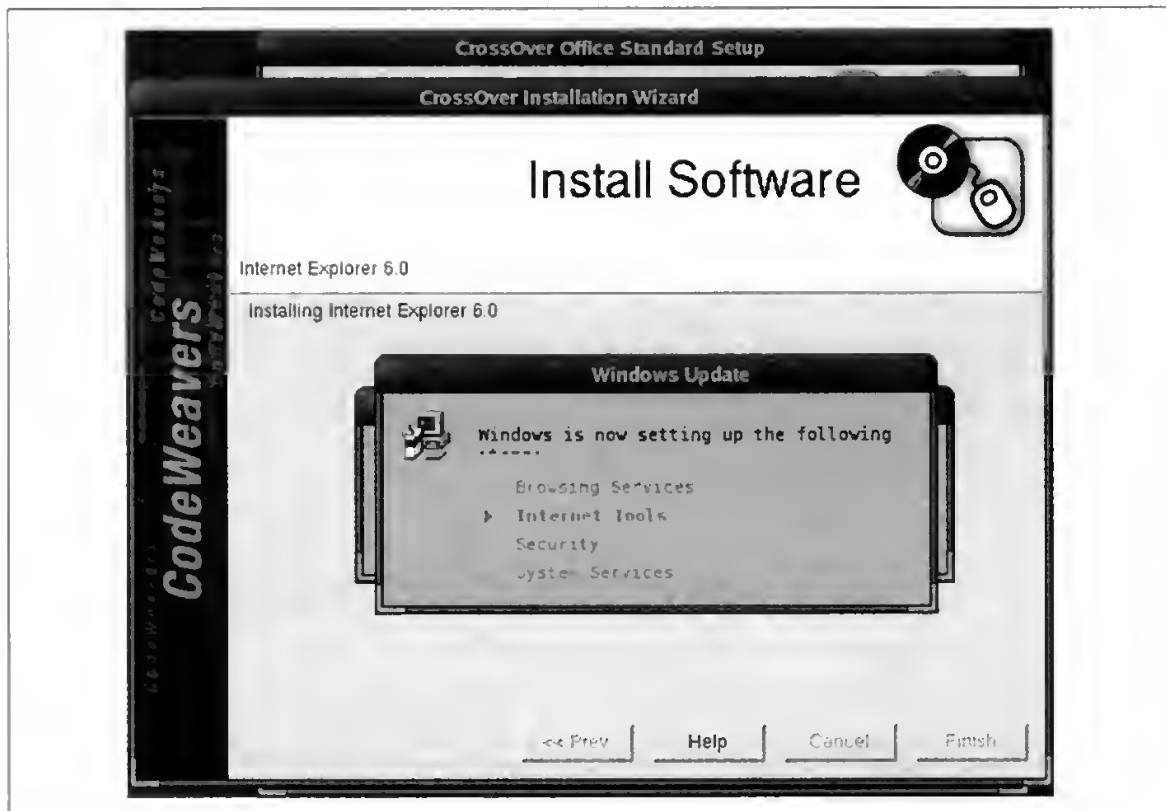 CrossOver Office Standard Setup
CrossOver Installation Wizard
Install Software
Internet Explorer 6.0
Installing Internet Explorer 6.0
CodeWeavers
Windows Update
Windows is now setting up the following
Browsing Services
Internet Tools
Security
System Services
<< Prev
Help
Cancel
Finish